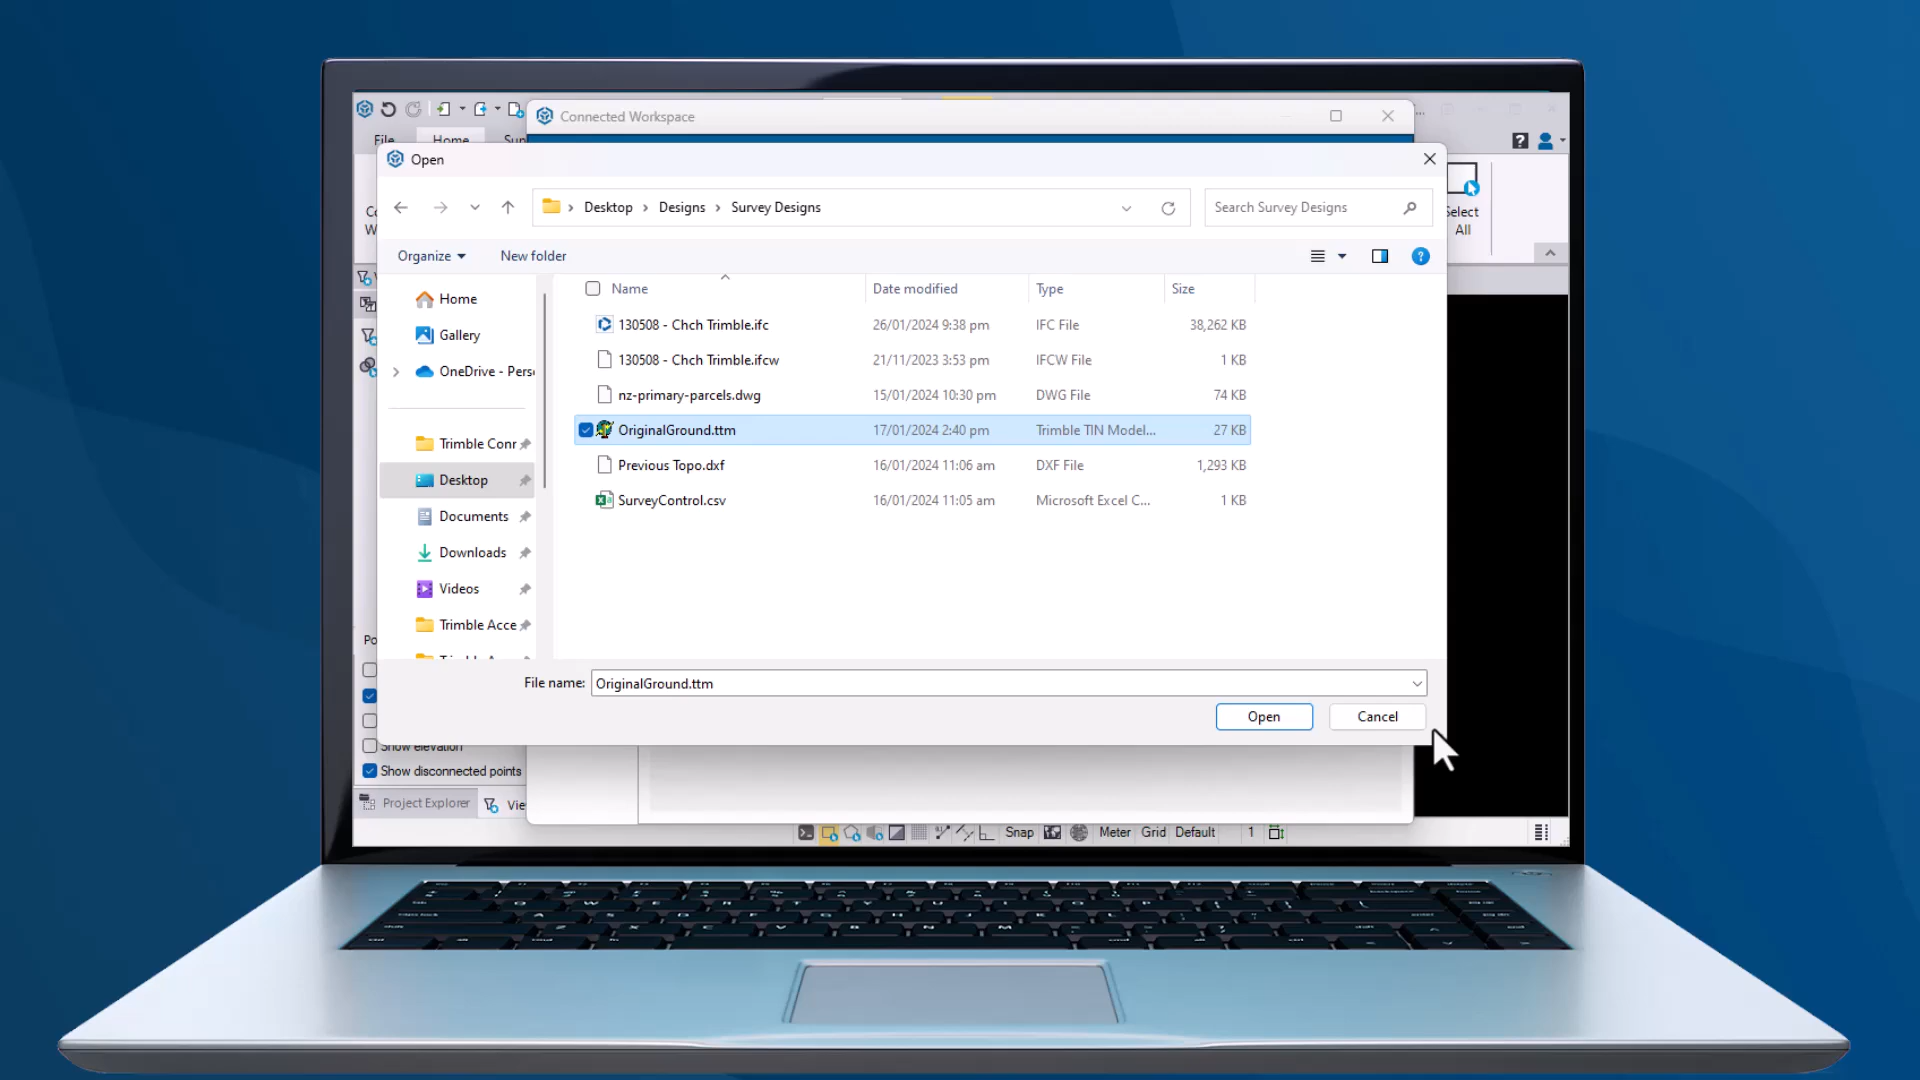 Connected Workspace
File Home
Open
Desktop Designs Survey Designs
Search Survey Designs
Select
All
Organize New folder
Name Date modified Type Size
Home
Gallery
OneDrive - Pers
Trimble Conr
Desktop
Documents
Downloads
Videos
Trimble Acce
130508 - Chch Trimble.ifc 26/01/2024 9:38 pm IFC File 38,262 KB
130508 - Chch Trimble.ifcw 21/11/2023 3:53 pm IFCW File 1 KB
nz-primary-parcels.dwg 15/01/2024 10:30 pm DWG File 74 KB
OriginalGround.ttm 17/01/2024 2:40 pm Trimble TIN Model... 27 KB
Previous Topo.dxf 16/01/2024 11:06 am DXF File 1,293 KB
SurveyControl.csv 16/01/2024 11:05 am Microsoft Excel C... 1 KB
File name: OriginalGround.ttm
Open Cancel
Show elevation
Show disconnected points
Project Explorer Vie
Snap Meter Grid Default 1